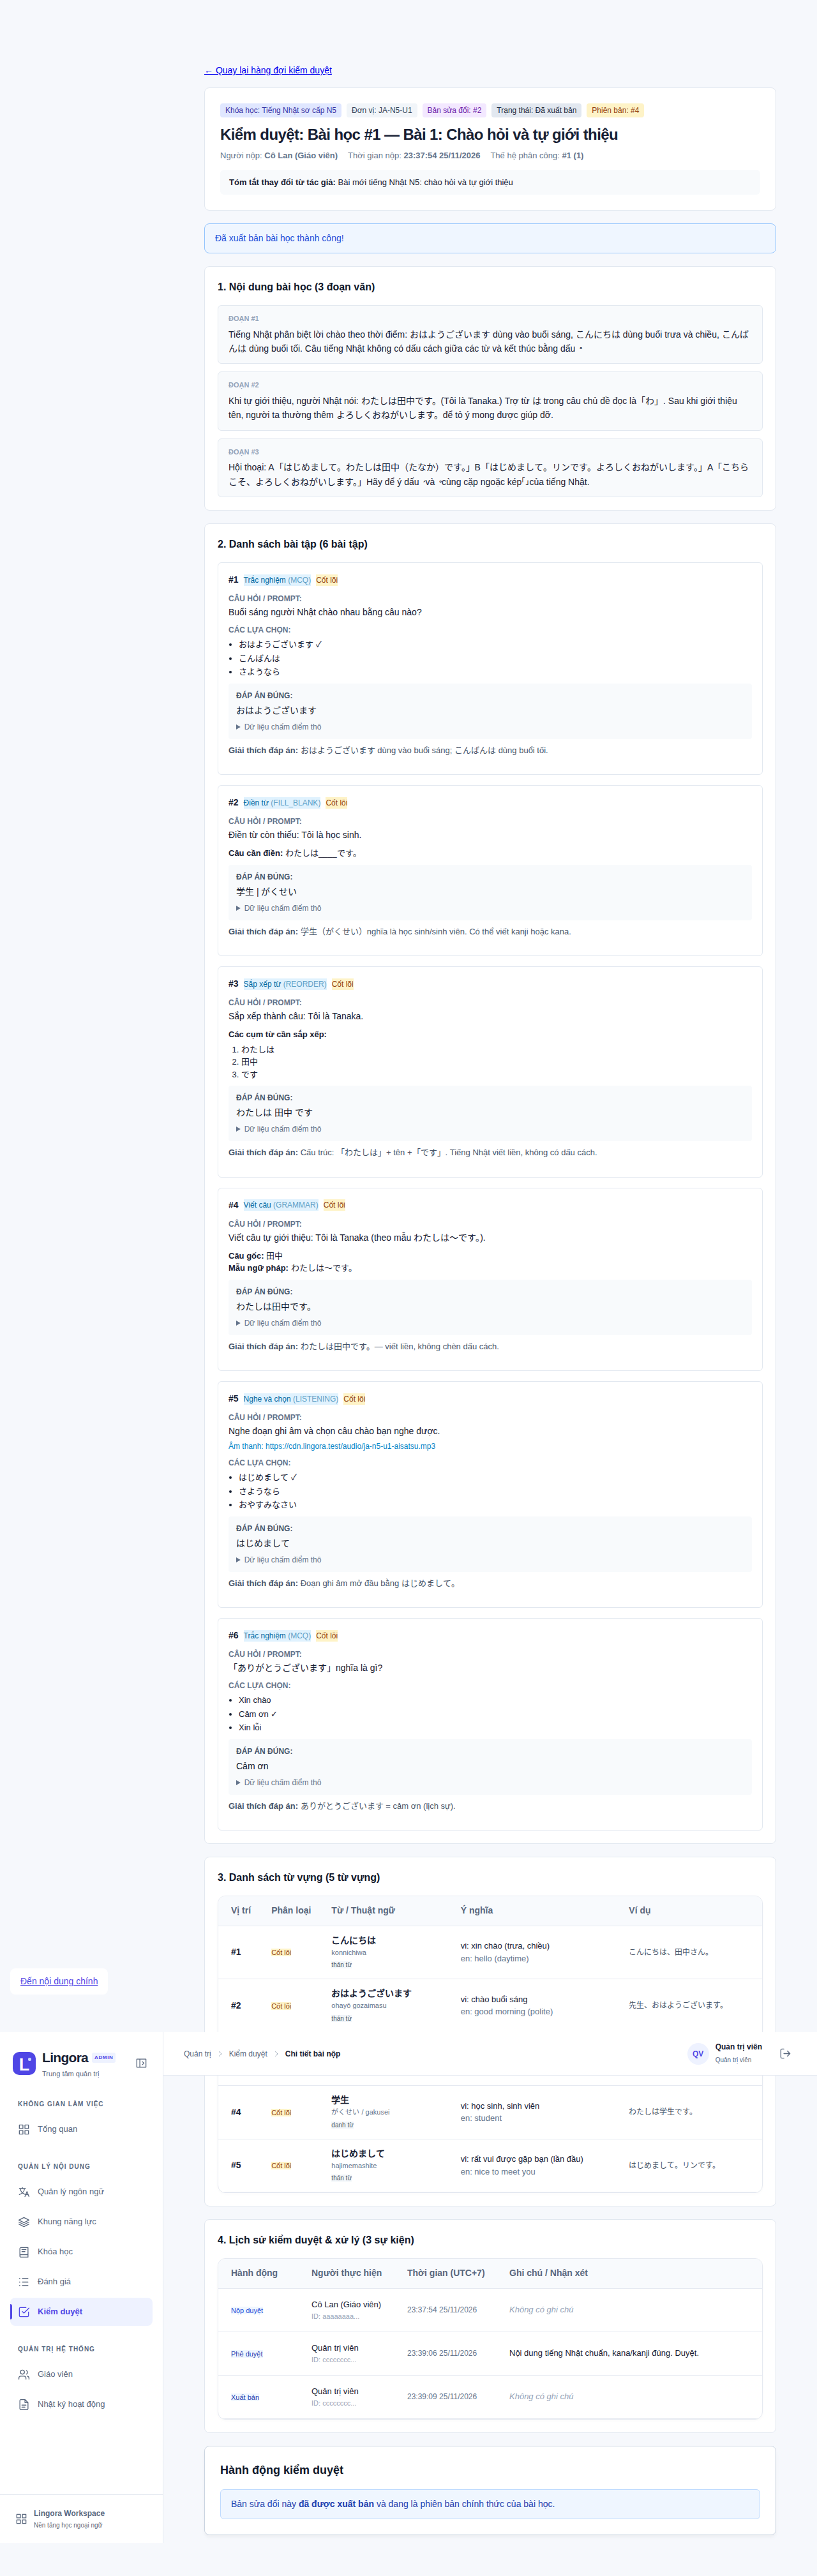 ← Quay lại hàng đợi kiểm duyệt
Khóa học: Tiếng Nhật sơ cấp N5 Đơn vị: JA-N5-U1 Bản sửa đổi: #2 Trạng thái: Đã xuất bản Phiên bản: #4
Kiểm duyệt: Bài học #1 — Bài 1: Chào hỏi và tự giới thiệu
Người nộp: Cô Lan (Giáo viên) Thời gian nộp: 23:37:54 25/11/2026 Thế hệ phân công: #1 (1)
Tóm tắt thay đổi từ tác giả: Bài mới tiếng Nhật N5: chào hỏi và tự giới thiệu
Đã xuất bản bài học thành công!
1. Nội dung bài học (3 đoạn văn)
ĐOẠN #1
Tiếng Nhật phân biệt lời chào theo thời điểm: おはようございます dùng vào buổi sáng, こんにちは dùng buổi trưa và chiều, こんば
んは dùng buổi tối. Câu tiếng Nhật không có dấu cách giữa các từ và kết thúc bằng dấu 。
ĐOẠN #2
Khi tự giới thiệu, người Nhật nói: わたしは田中です。(Tôi là Tanaka.) Trợ từ は trong câu chủ đề đọc là「わ」. Sau khi giới thiệu
tên, người ta thường thêm よろしくおねがいします。để tỏ ý mong được giúp đỡ.
ĐOẠN #3
Hội thoại: A「はじめまして。わたしは田中（たなか）です。」B「はじめまして。リンです。よろしくおねがいします。」A「こちら
こそ、よろしくおねがいします。」Hãy để ý dấu 、và 。cùng cặp ngoặc kép「」của tiếng Nhật.
2. Danh sách bài tập (6 bài tập)
#1 Trắc nghiệm (MCQ) Cốt lõi
CÂU HỎI / PROMPT:
Buổi sáng người Nhật chào nhau bằng câu nào?
CÁC LỰA CHỌN:
• おはようございます ✓
• こんばんは
• さようなら
ĐÁP ÁN ĐÚNG:
おはようございます
▶ Dữ liệu chấm điểm thô
Giải thích đáp án: おはようございます dùng vào buổi sáng; こんばんは dùng buổi tối.
#2 Điền từ (FILL_BLANK) Cốt lõi
CÂU HỎI / PROMPT:
Điền từ còn thiếu: Tôi là học sinh.
Câu cần điền: わたしは____です。
ĐÁP ÁN ĐÚNG:
学生 | がくせい
▶ Dữ liệu chấm điểm thô
Giải thích đáp án: 学生（がくせい）nghĩa là học sinh/sinh viên. Có thể viết kanji hoặc kana.
#3 Sắp xếp từ (REORDER) Cốt lõi
CÂU HỎI / PROMPT:
Sắp xếp thành câu: Tôi là Tanaka.
Các cụm từ cần sắp xếp:
1. わたしは
2. 田中
3. です
ĐÁP ÁN ĐÚNG:
わたしは 田中 です
▶ Dữ liệu chấm điểm thô
Giải thích đáp án: Cấu trúc: 「わたしは」+ tên +「です」. Tiếng Nhật viết liền, không có dấu cách.
#4 Viết câu (GRAMMAR) Cốt lõi
CÂU HỎI / PROMPT:
Viết câu tự giới thiệu: Tôi là Tanaka (theo mẫu わたしは〜です。).
Câu gốc: 田中
Mẫu ngữ pháp: わたしは〜です。
ĐÁP ÁN ĐÚNG:
わたしは田中です。
▶ Dữ liệu chấm điểm thô
Giải thích đáp án: わたしは田中です。— viết liền, không chèn dấu cách.
#5 Nghe và chọn (LISTENING) Cốt lõi
CÂU HỎI / PROMPT:
Nghe đoạn ghi âm và chọn câu chào bạn nghe được.
Âm thanh: https://cdn.lingora.test/audio/ja-n5-u1-aisatsu.mp3
CÁC LỰA CHỌN:
• はじめまして ✓
• さようなら
• おやすみなさい
ĐÁP ÁN ĐÚNG:
はじめまして
▶ Dữ liệu chấm điểm thô
Giải thích đáp án: Đoạn ghi âm mở đầu bằng はじめまして。
#6 Trắc nghiệm (MCQ) Cốt lõi
CÂU HỎI / PROMPT:
「ありがとうございます」nghĩa là gì?
CÁC LỰA CHỌN:
• Xin chào
• Cảm ơn ✓
• Xin lỗi
ĐÁP ÁN ĐÚNG:
Cảm ơn
▶ Dữ liệu chấm điểm thô
Giải thích đáp án: ありがとうございます = cảm ơn (lịch sự).
3. Danh sách từ vựng (5 từ vựng)
Vị trí Phân loại Từ / Thuật ngữ Ý nghĩa Ví dụ
#1 Cốt lõi こんにちは vi: xin chào (trưa, chiều) こんにちは、田中さん。
konnichiwa en: hello (daytime)
thán từ
#2 Cốt lõi おはようございます vi: chào buổi sáng 先生、おはようございます。
ohayō gozaimasu en: good morning (polite)
thán từ
Đến nội dung chính
Lingora ADMIN
Trung tâm quản trị
Quản trị > Kiểm duyệt > Chi tiết bài nộp
QV Quản trị viên
Quản trị viên
#4 Cốt lõi 学生 vi: học sinh, sinh viên わたしは学生です。
がくせい / gakusei en: student
danh từ
#5 Cốt lõi はじめまして vi: rất vui được gặp bạn (lần đầu) はじめまして。リンです。
hajimemashite en: nice to meet you
thán từ
KHÔNG GIAN LÀM VIỆC
Tổng quan
QUẢN LÝ NỘI DUNG
Quản lý ngôn ngữ
Khung năng lực
Khóa học
Đánh giá
Kiểm duyệt
QUẢN TRỊ HỆ THỐNG
Giáo viên
Nhật ký hoạt động
Lingora Workspace
Nền tảng học ngoại ngữ
4. Lịch sử kiểm duyệt & xử lý (3 sự kiện)
Hành động Người thực hiện Thời gian (UTC+7) Ghi chú / Nhận xét
Nộp duyệt Cô Lan (Giáo viên) 23:37:54 25/11/2026 Không có ghi chú
ID: aaaaaaaa...
Phê duyệt Quản trị viên 23:39:06 25/11/2026 Nội dung tiếng Nhật chuẩn, kana/kanji đúng. Duyệt.
ID: cccccccc...
Xuất bản Quản trị viên 23:39:09 25/11/2026 Không có ghi chú
ID: cccccccc...
Hành động kiểm duyệt
Bản sửa đổi này đã được xuất bản và đang là phiên bản chính thức của bài học.